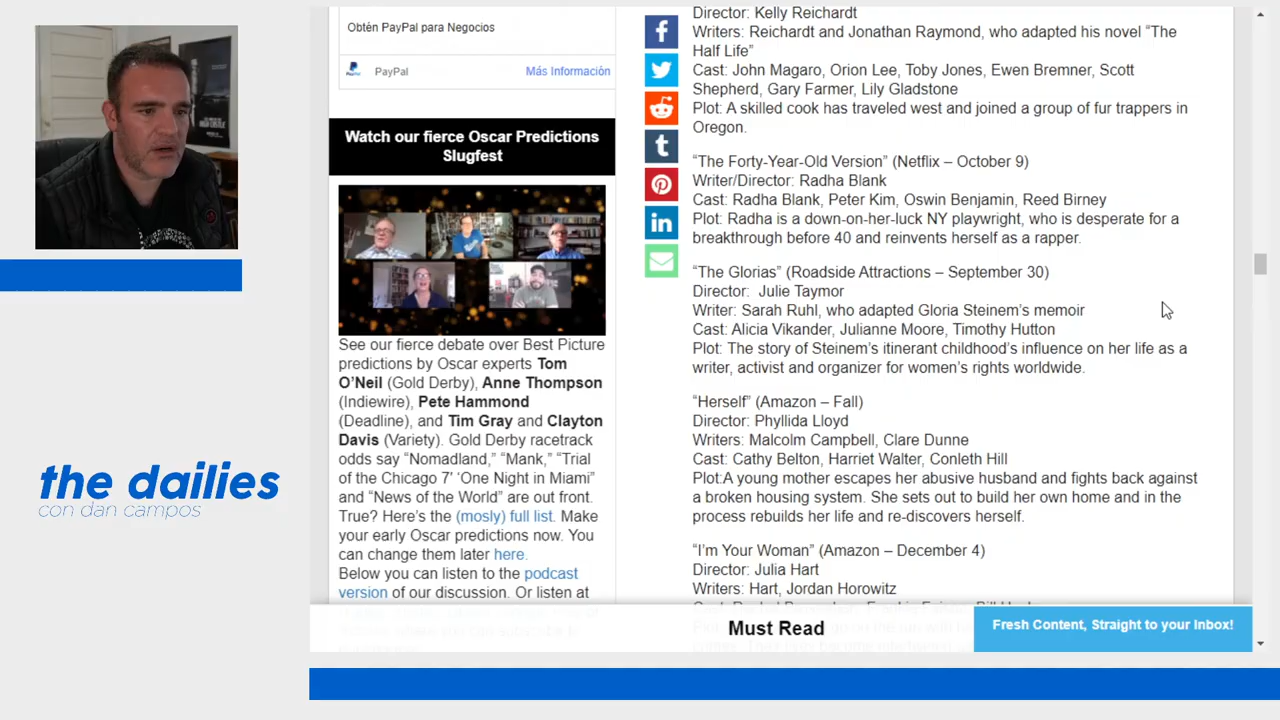 Obtén PayPal para Negocios
PayPal
Más Información
Watch our fierce Oscar Predictions
Slugfest
See our fierce debate over Best Picture
predictions by Oscar experts Tom
O'Neil (Gold Derby), Anne Thompson
(Indiewire), Pete Hammond
(Deadline), and Tim Gray and Clayton
Davis (Variety). Gold Derby racetrack
odds say “Nomadland,” “Mank,” “Trial
of the Chicago 7′ ‘One Night in Miami”
and “News of the World” are out front.
True? Here's the (mostly) full list. Make
your early Oscar predictions now. You
can change them later here.
Below you can listen to the podcast
version of our discussion. Or listen at
Director: Kelly Reichardt
Writers: Reichardt and Jonathan Raymond, who adapted his novel “The
Half Life”
Cast: John Magaro, Orion Lee, Toby Jones, Ewen Bremner, Scott
Shepherd, Gary Farmer, Lily Gladstone
Plot: A skilled cook has traveled west and joined a group of fur trappers in
Oregon.
“The Forty-Year-Old Version” (Netflix – October 9)
Writer/Director: Radha Blank
Cast: Radha Blank, Peter Kim, Oswin Benjamin, Reed Birney
Plot: Radha is a down-on-her-luck NY playwright, who is desperate for a
breakthrough before 40 and reinvents herself as a rapper.
“The Glorias” (Roadside Attractions – September 30)
Director: Julie Taymor
Writer: Sarah Ruhl, who adapted Gloria Steinem's memoir
Cast: Alicia Vikander, Julianne Moore, Timothy Hutton
Plot: The story of Steinem's itinerant childhood's influence on her life as a
writer, activist and organizer for women's rights worldwide.
“Herself” (Amazon – Fall)
Director: Phyllida Lloyd
Writers: Malcolm Campbell, Clare Dunne
Cast: Cathy Belton, Harriet Walter, Conleth Hill
Plot:A young mother escapes her abusive husband and fights back against
a broken housing system. She sets out to build her own home and in the
process rebuilds her life and re-discovers herself.
“I'm Your Woman” (Amazon – December 4)
Director: Julia Hart
Writers: Hart, Jordan Horowitz
Must Read
Fresh Content, Straight to your Inbox!
the dailies
con dan campos